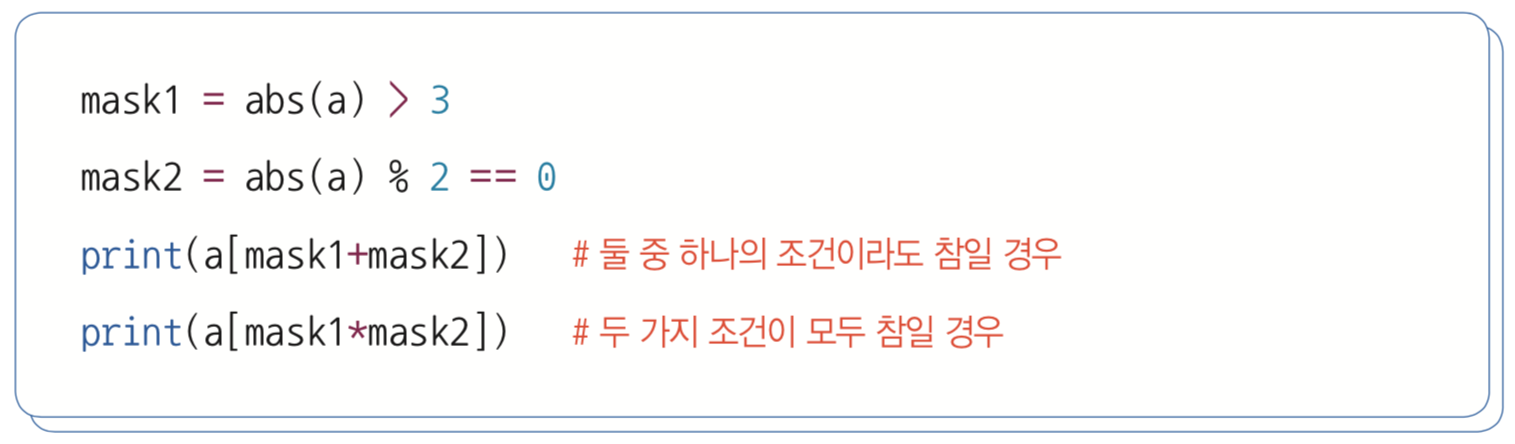 mask1 = abs(a) > 3
mask2 = abs(a) % 2 == 0
print(a[mask1+mask2]) # 둘 중 하나의 조건이라도 참일 경우
print(a[mask1*mask2]) # 두 가지 조건이 모두 참일 경우